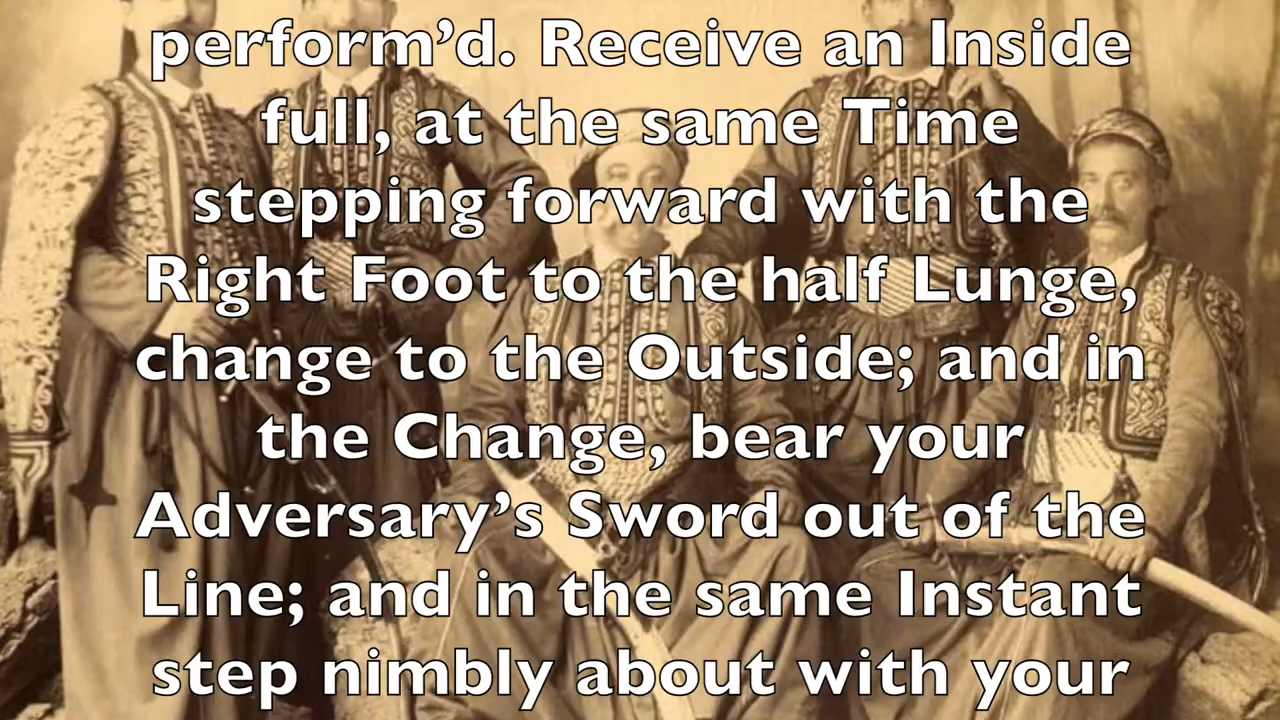 perform’d. Receive an Inside
full, at the same Time
stepping forward with the
Right Foot to the half Lunge,
change to the Outside; and in
the Change, bear your
Adversary’s Sword out of the
Line; and in the same Instant
step nimbly about with your